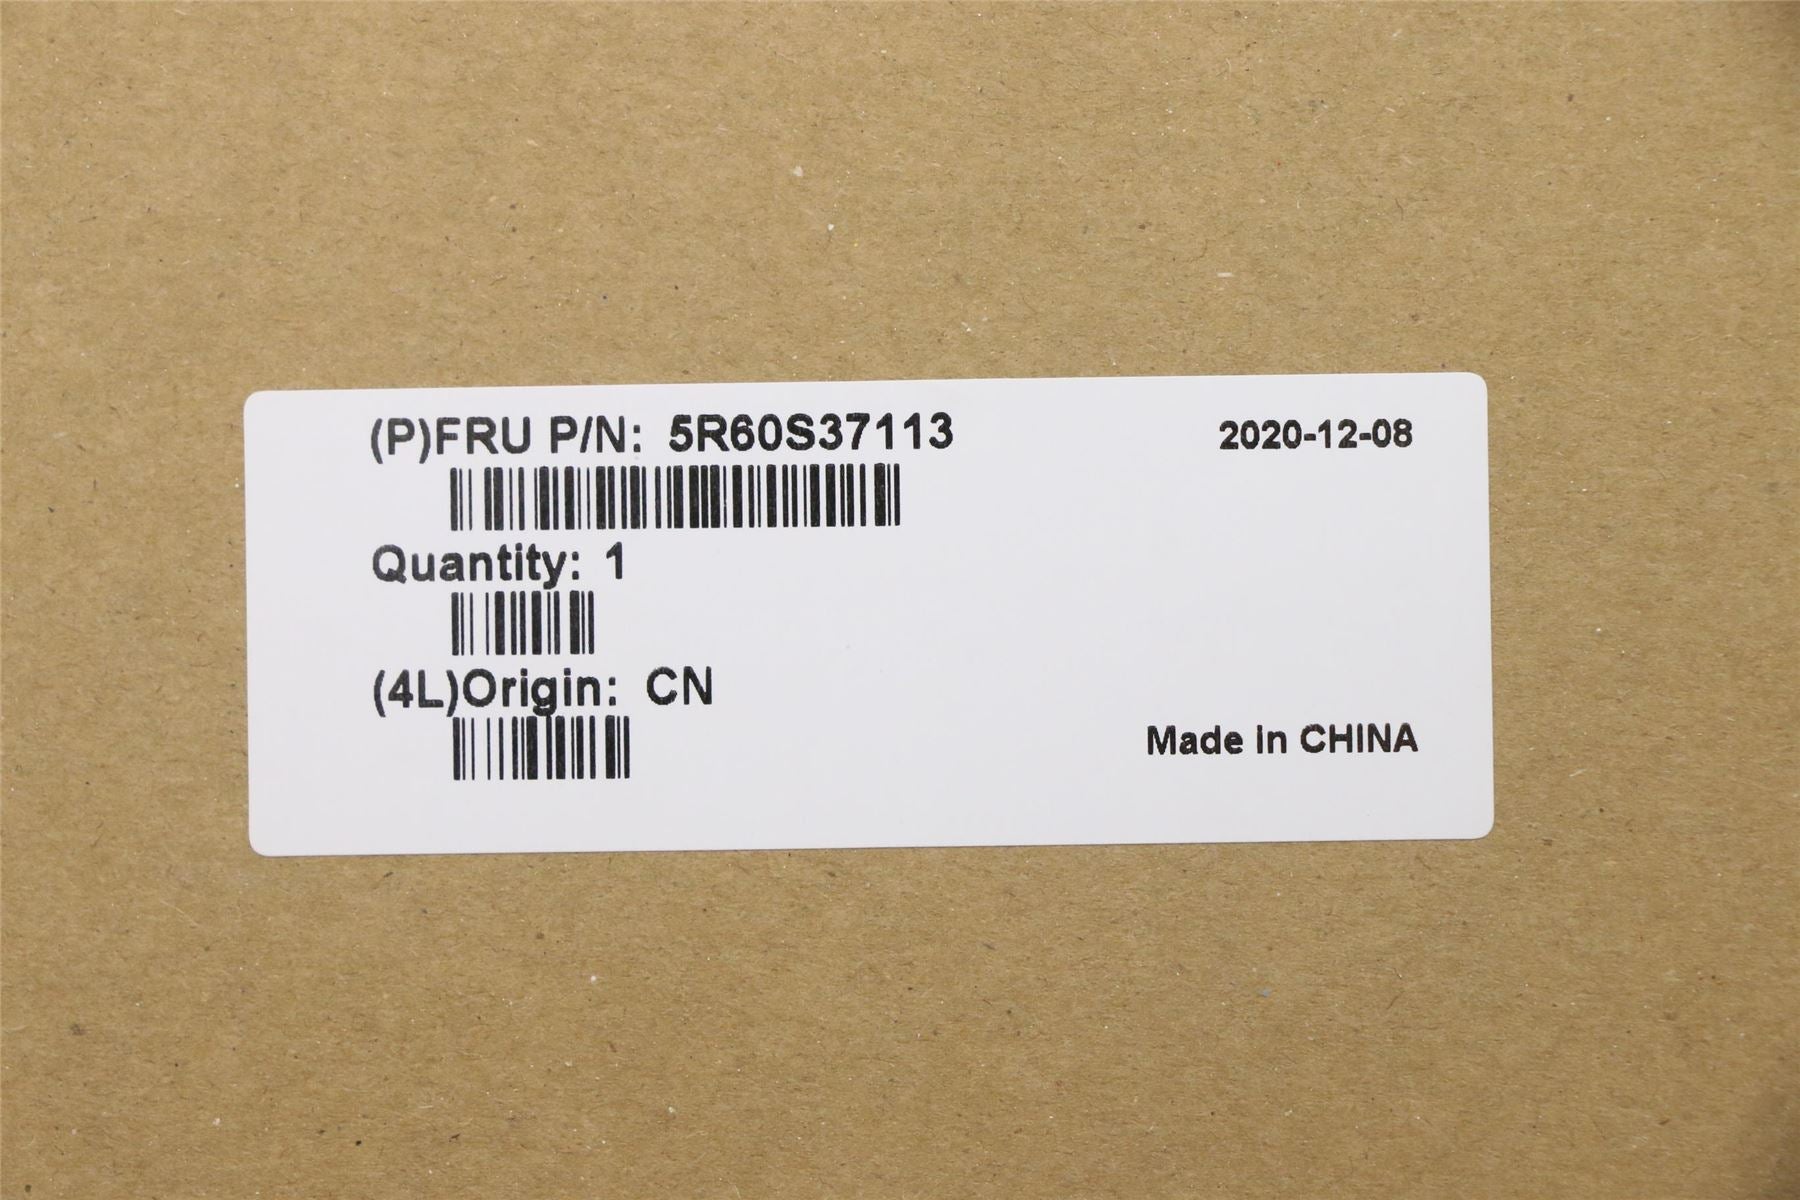 (P)FRU P/N: 5R60S37113
2020-12-08
Quantity: 1
(4L)Origin: CN
Made in CHINA